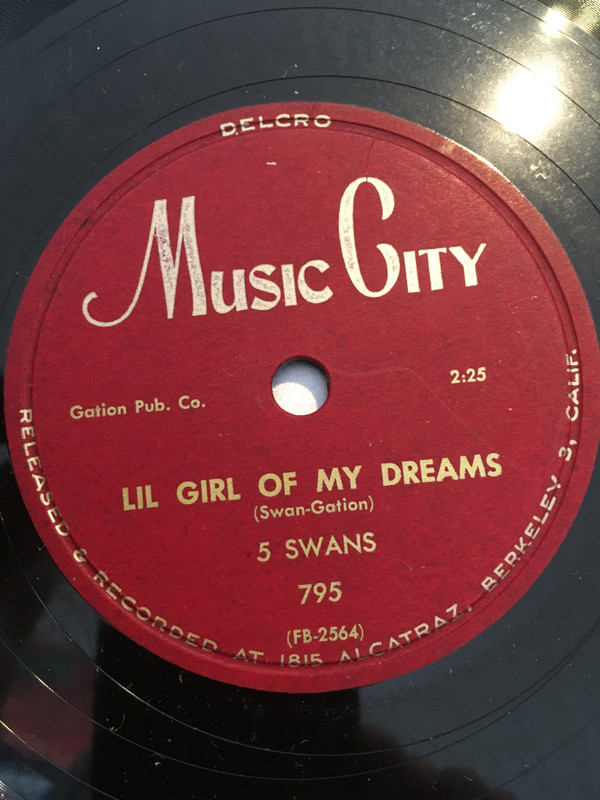 DELCRO
MUSIC CITY
Gation Pub. Co.
2:25
LIL GIRL OF MY DREAMS
(Swan-Gation)
5 SWANS
795
(FB-2564)
RELEASED & RECORDED AT 1815 ALCATRAZ, BERKELEY 3, CALIF.